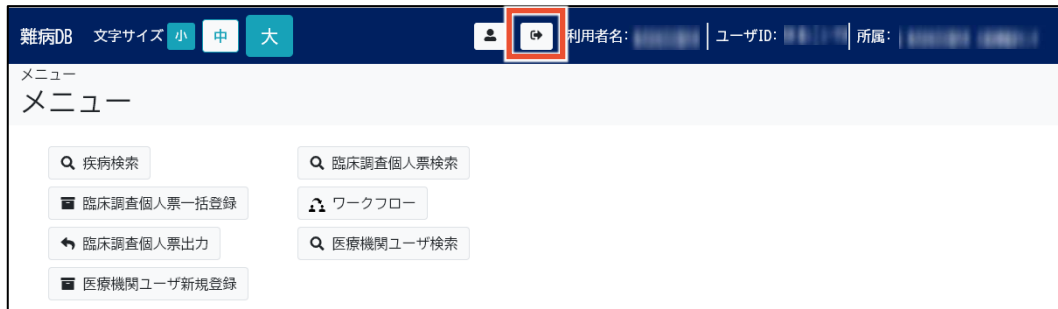 難病DB 文字サイズ 小 中 大 利用者名: ユーザID: 所属:
メニュー
メニュー
疾病検索 臨床調査個人票検索
臨床調査個人票一括登録 ワークフロー
臨床調査個人票出力 医療機関ユーザ検索
医療機関ユーザ新規登録